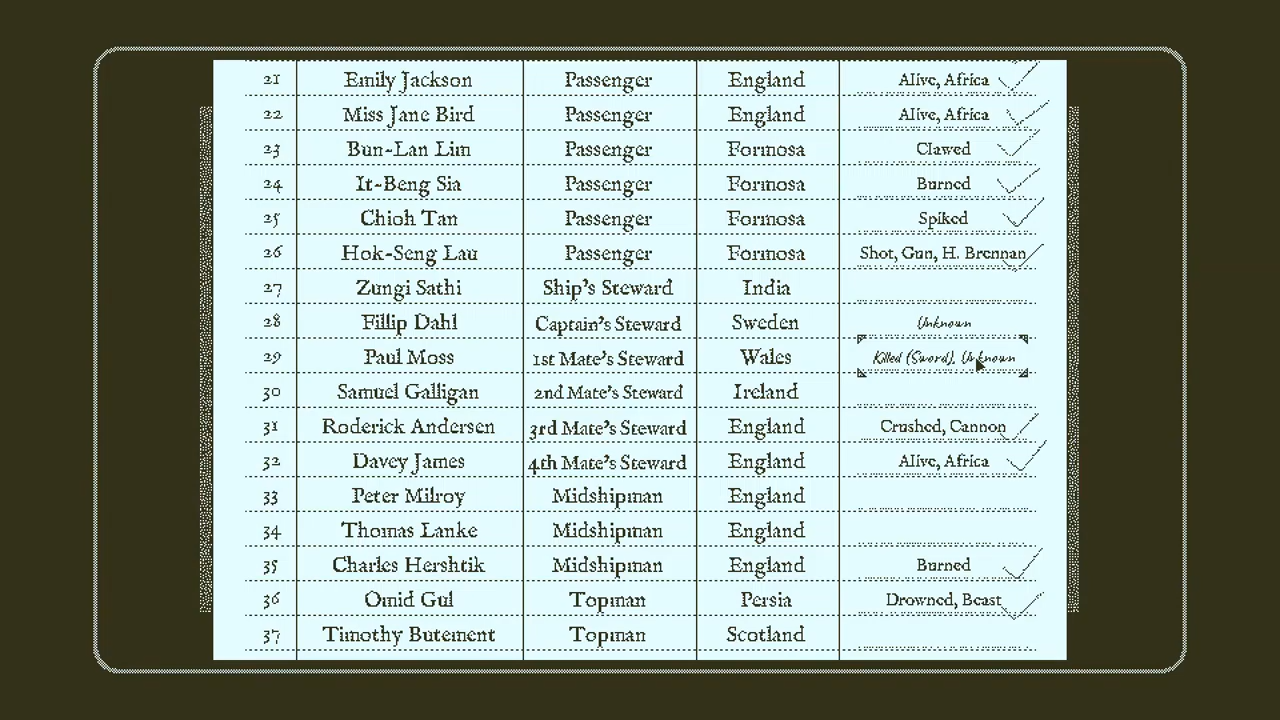 21 Emily Jackson Passenger England Alive, Africa
22 Miss Jane Bird Passenger England Alive, Africa
23 Bun-Lan Lim Passenger Formosa Clawed
24 It-Beng Sia Passenger Formosa Burned
25 Chioh Tan Passenger Formosa Spiked
26 Hok-Seng Lau Passenger Formosa Shot, Gun, H. Brennan
27 Zungi Sathi Ship's Steward India
28 Fillip Dahl Captain's Steward Sweden Unknown
29 Paul Moss 1st Mate's Steward Wales Killed (Sword), Unknown
30 Samuel Galligan 2nd Mate's Steward Ireland
31 Roderick Andersen 3rd Mate's Steward England Crushed, Cannon
32 Davey James 4th Mate's Steward England Alive, Africa
33 Peter Milroy Midshipman England
34 Thomas Lanke Midshipman England
35 Charles Hershtik Midshipman England Burned
36 Omid Gul Topman Persia Drowned, Beast
37 Timothy Butement Topman Scotland